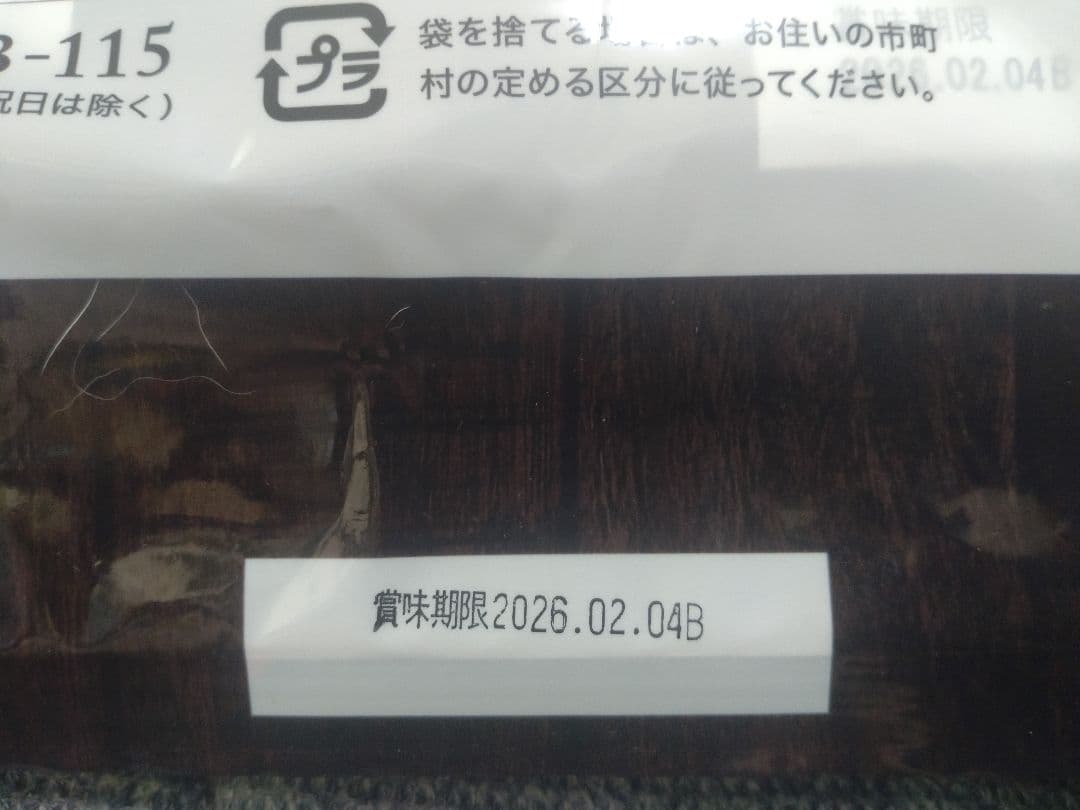 -115
祝日は除く）
プラ
袋を捨てる場合は、お住いの市町
村の定める区分に従ってください。
賞味期限
2026.02.04B
賞味期限2026.02.04B